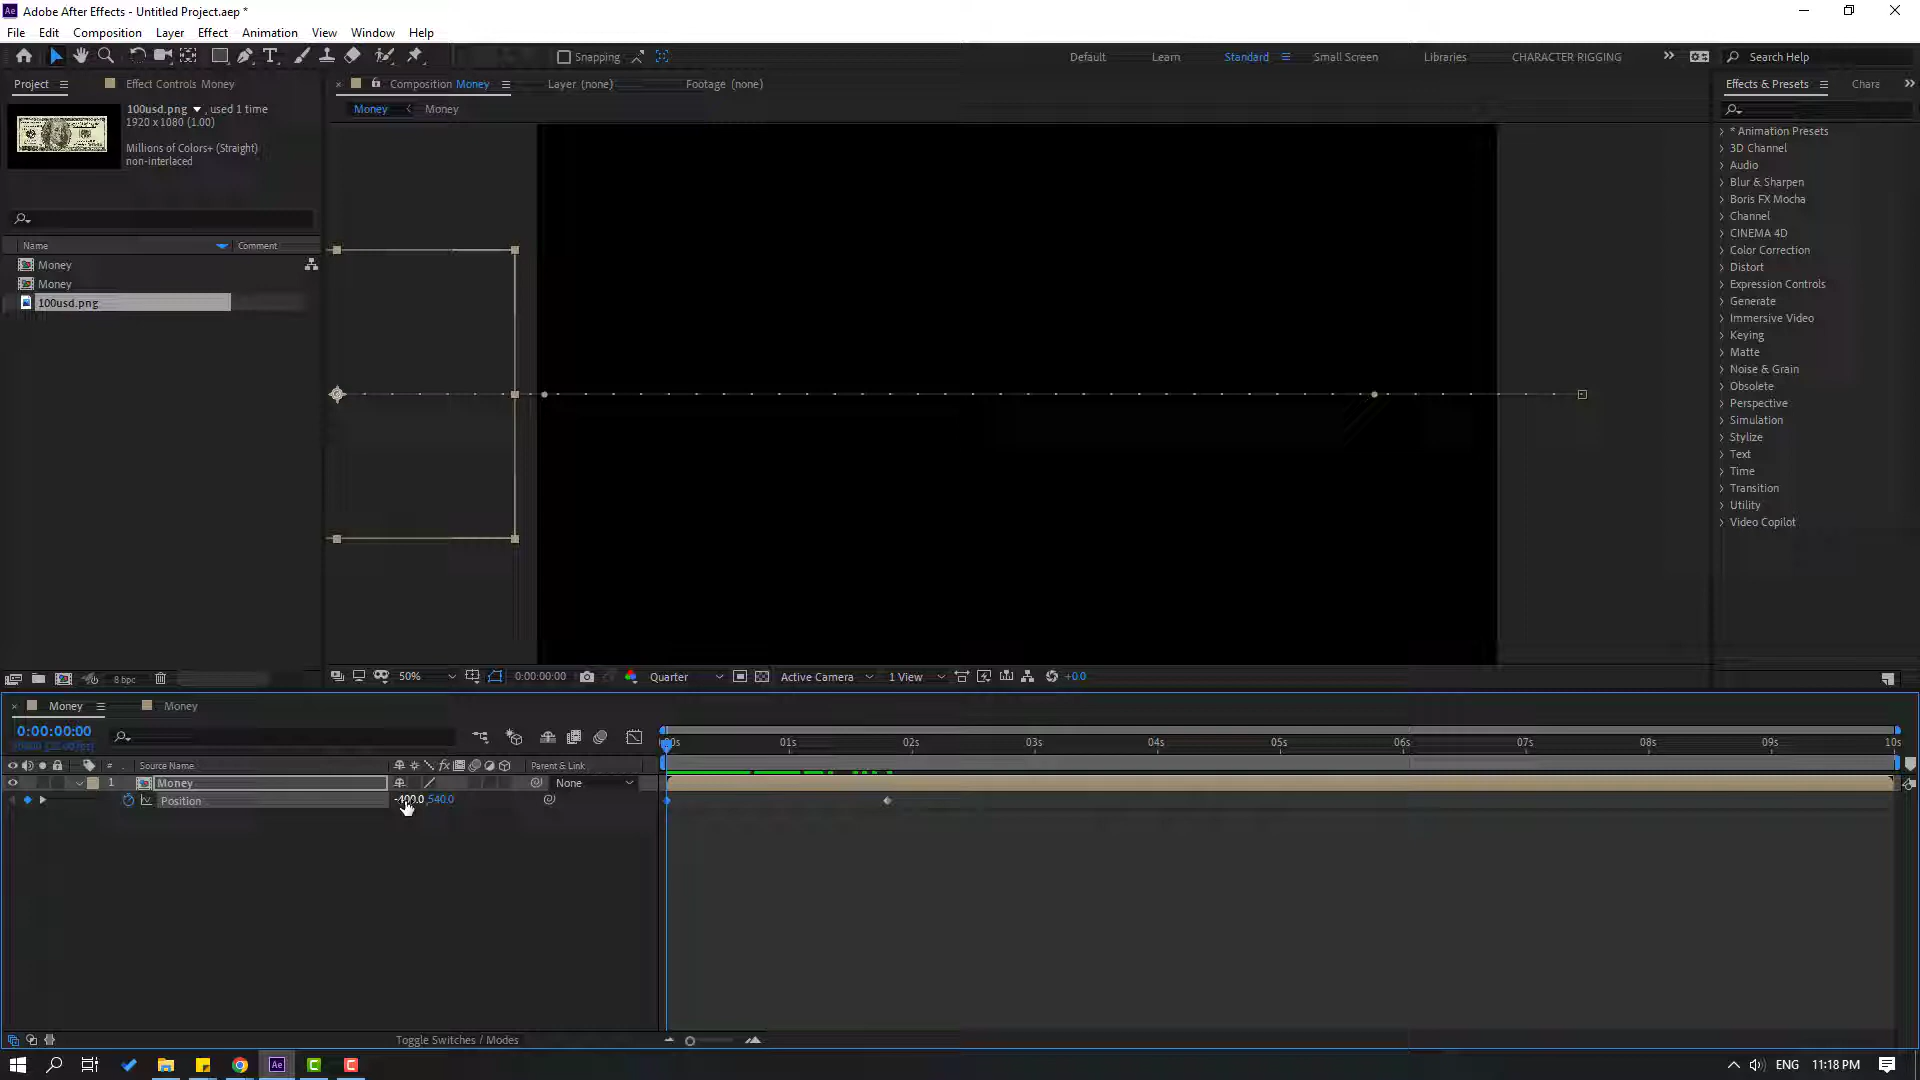 Ae Adobe After Effects - Untitled Project.aep *
File Edit Composition Layer Effect Animation View Window Help
Snapping Default Learn Standard Small Screen Libraries CHARACTER RIGGING Search Help
Project Effect Controls Money
100usd.png , used 1 time
1920 x 1080 (1.00)
Millions of Colors+ (Straight)
non-interlaced
Name Comment
Money
Money
100usd.png
8 bpc
Composition Money Layer (none) Footage (none)
Money Money
50% 0:00:00:00 Quarter Active Camera 1 View +0.0
Effects & Presets Chara
* Animation Presets
3D Channel
Audio
Blur & Sharpen
Boris FX Mocha
Channel
CINEMA 4D
Color Correction
Distort
Expression Controls
Generate
Immersive Video
Keying
Matte
Noise & Grain
Obsolete
Perspective
Simulation
Stylize
Text
Time
Transition
Utility
Video Copilot
Money Money
0:00:00:00
01s 02s 03s 04s 05s 06s 07s 08s 09s 10s
# Source Name fx Parent & Link
1 Money None
Position 540.0
Toggle Switches / Modes
Ae ENG 11:18 PM